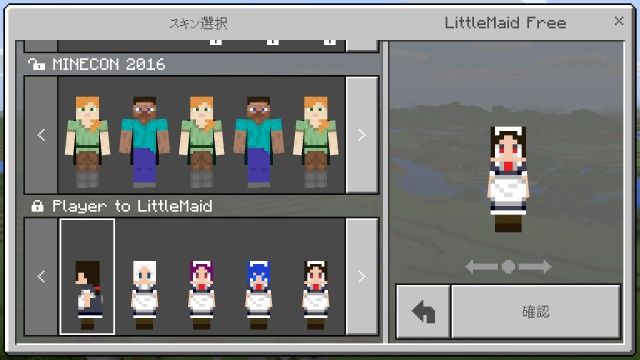 スキン選択
LittleMaid Free
MINECON 2016
Player to LittleMaid
確認